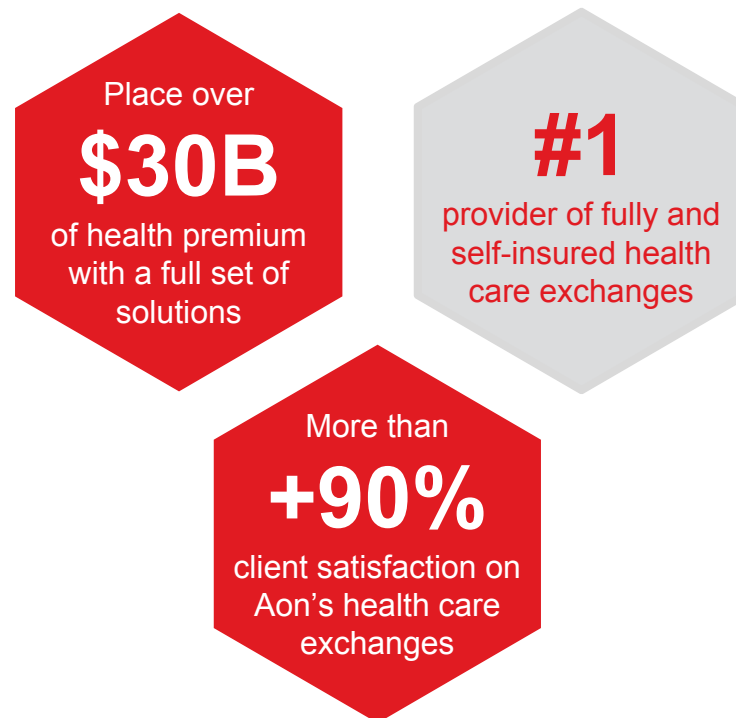 Place over
$30B
of health premium
with a full set of
solutions
#1
provider of fully and
self-insured health
care exchanges
More than
+90%
client satisfaction on
Aon’s health care
exchanges